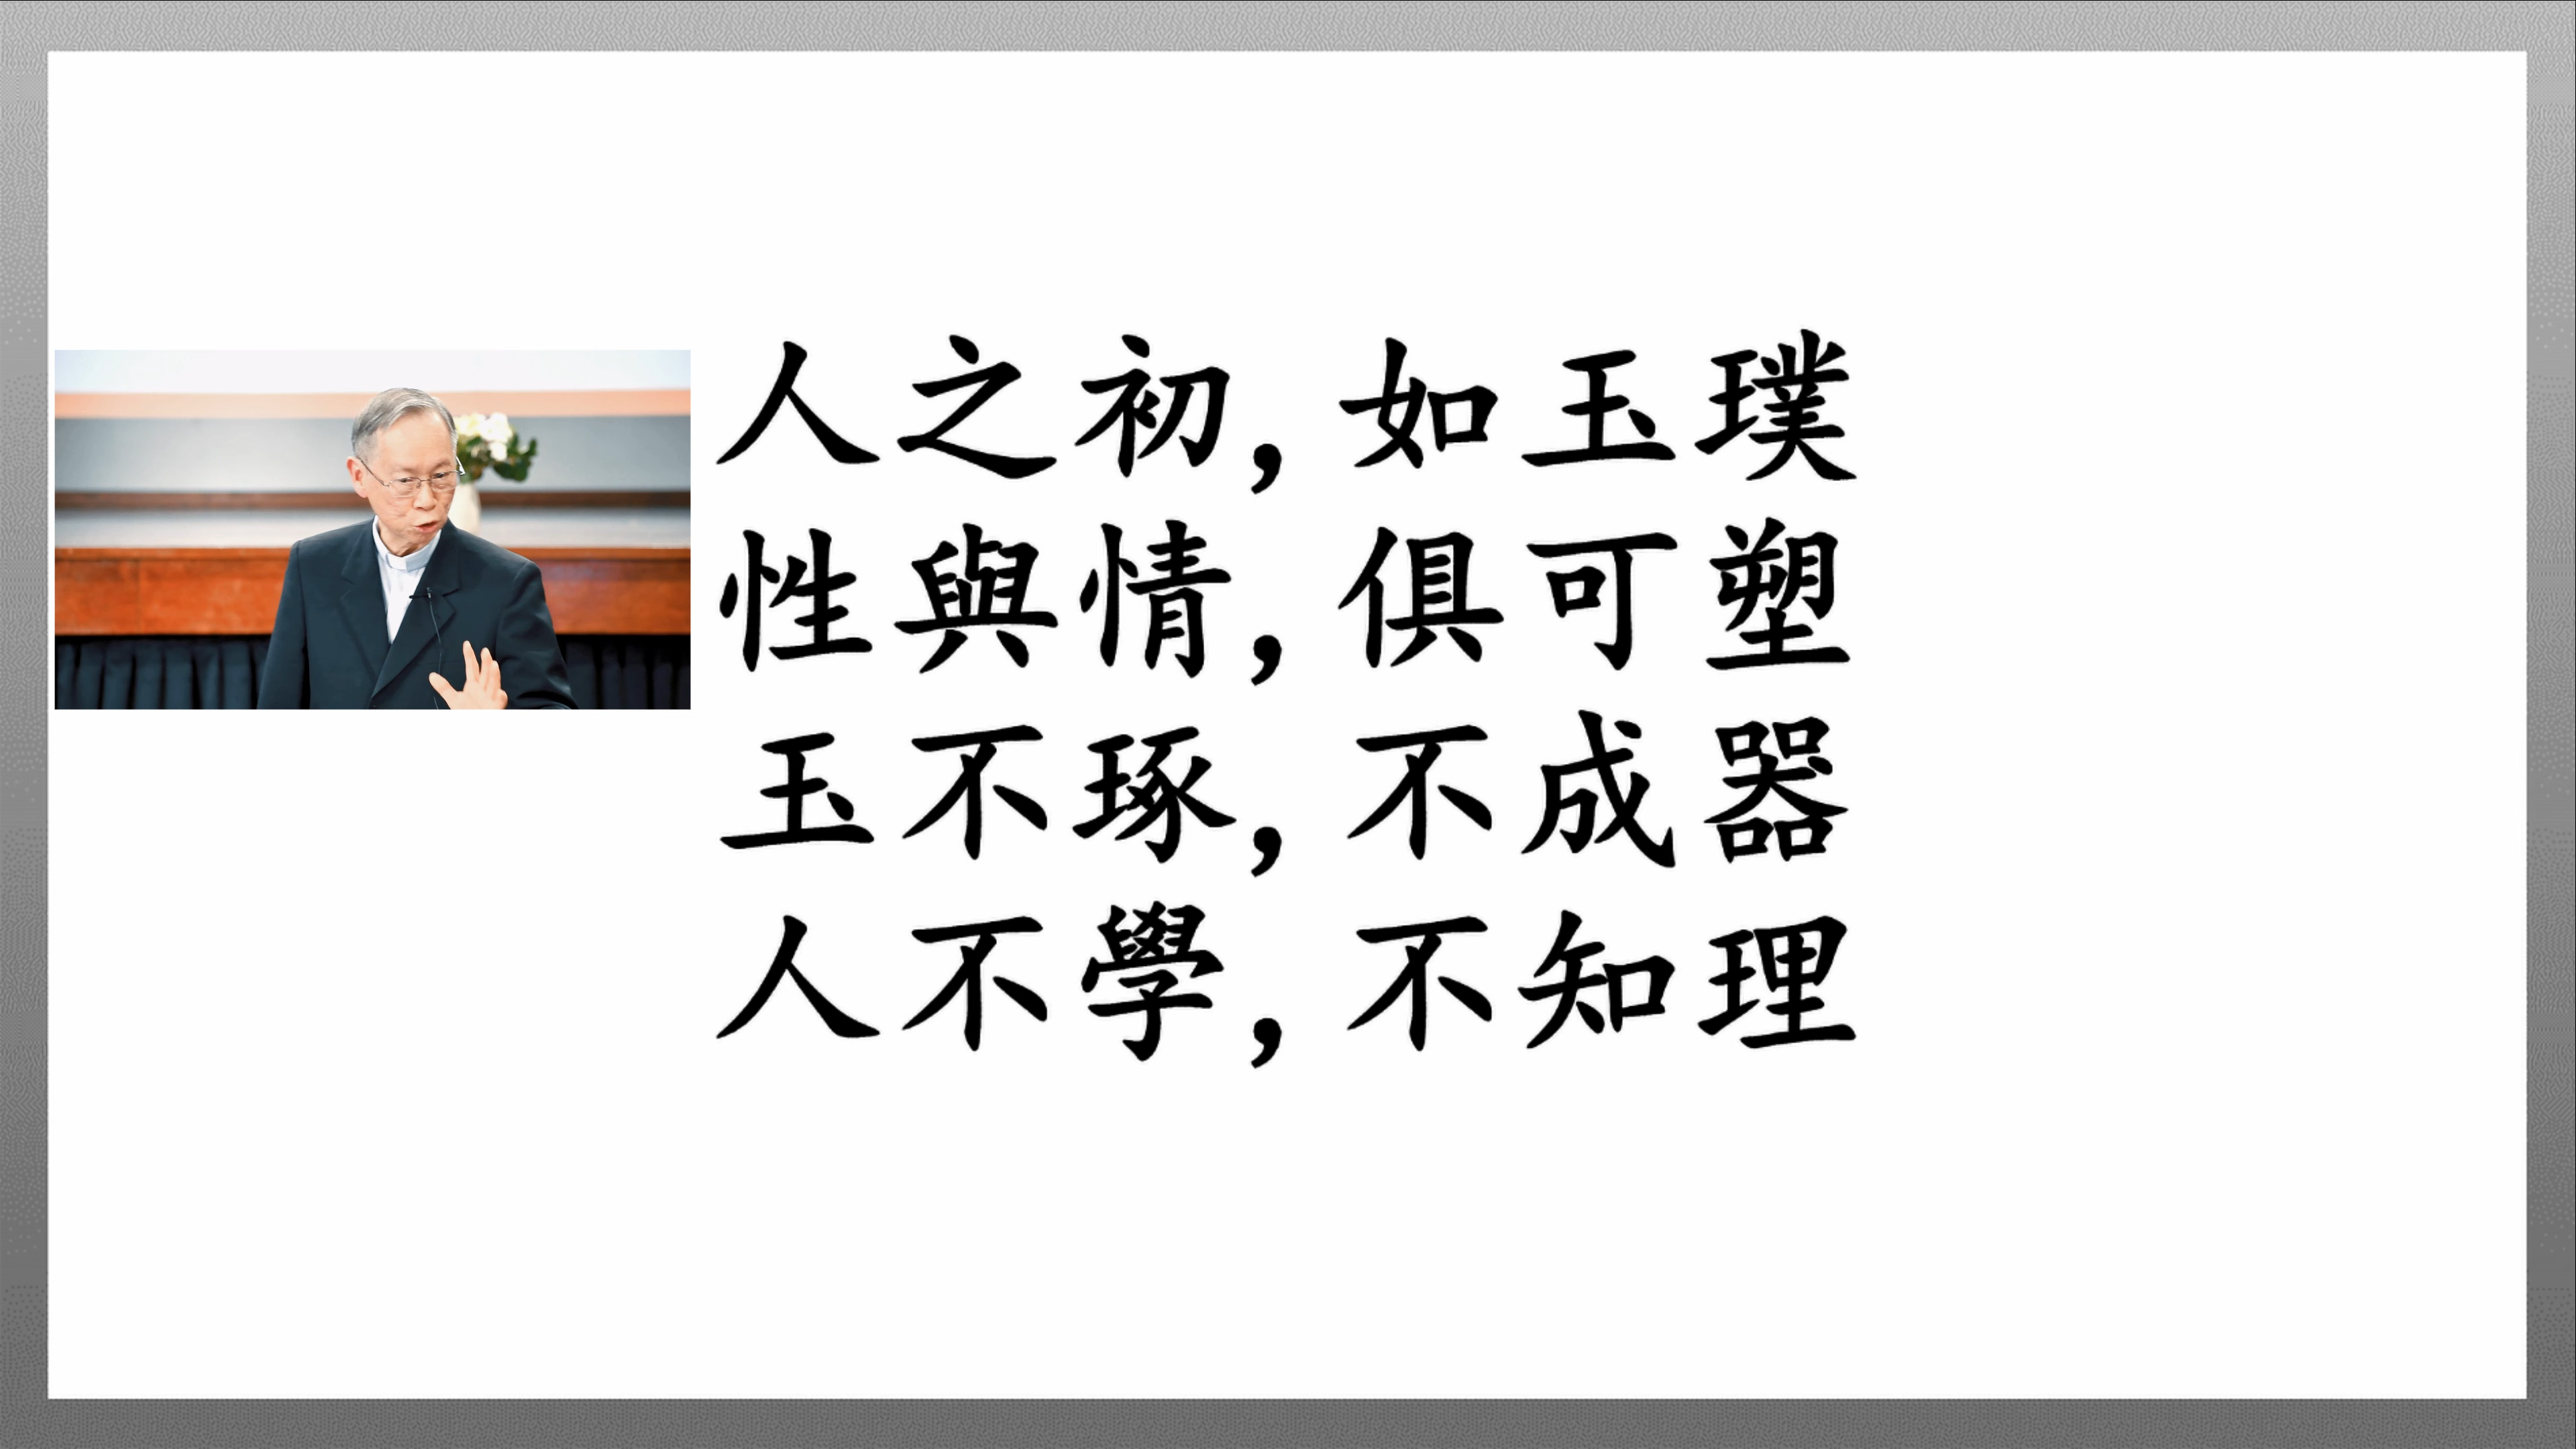 人之初，如玉璞
性與情，俱可塑
玉不琢，不成器
人不學，不知理